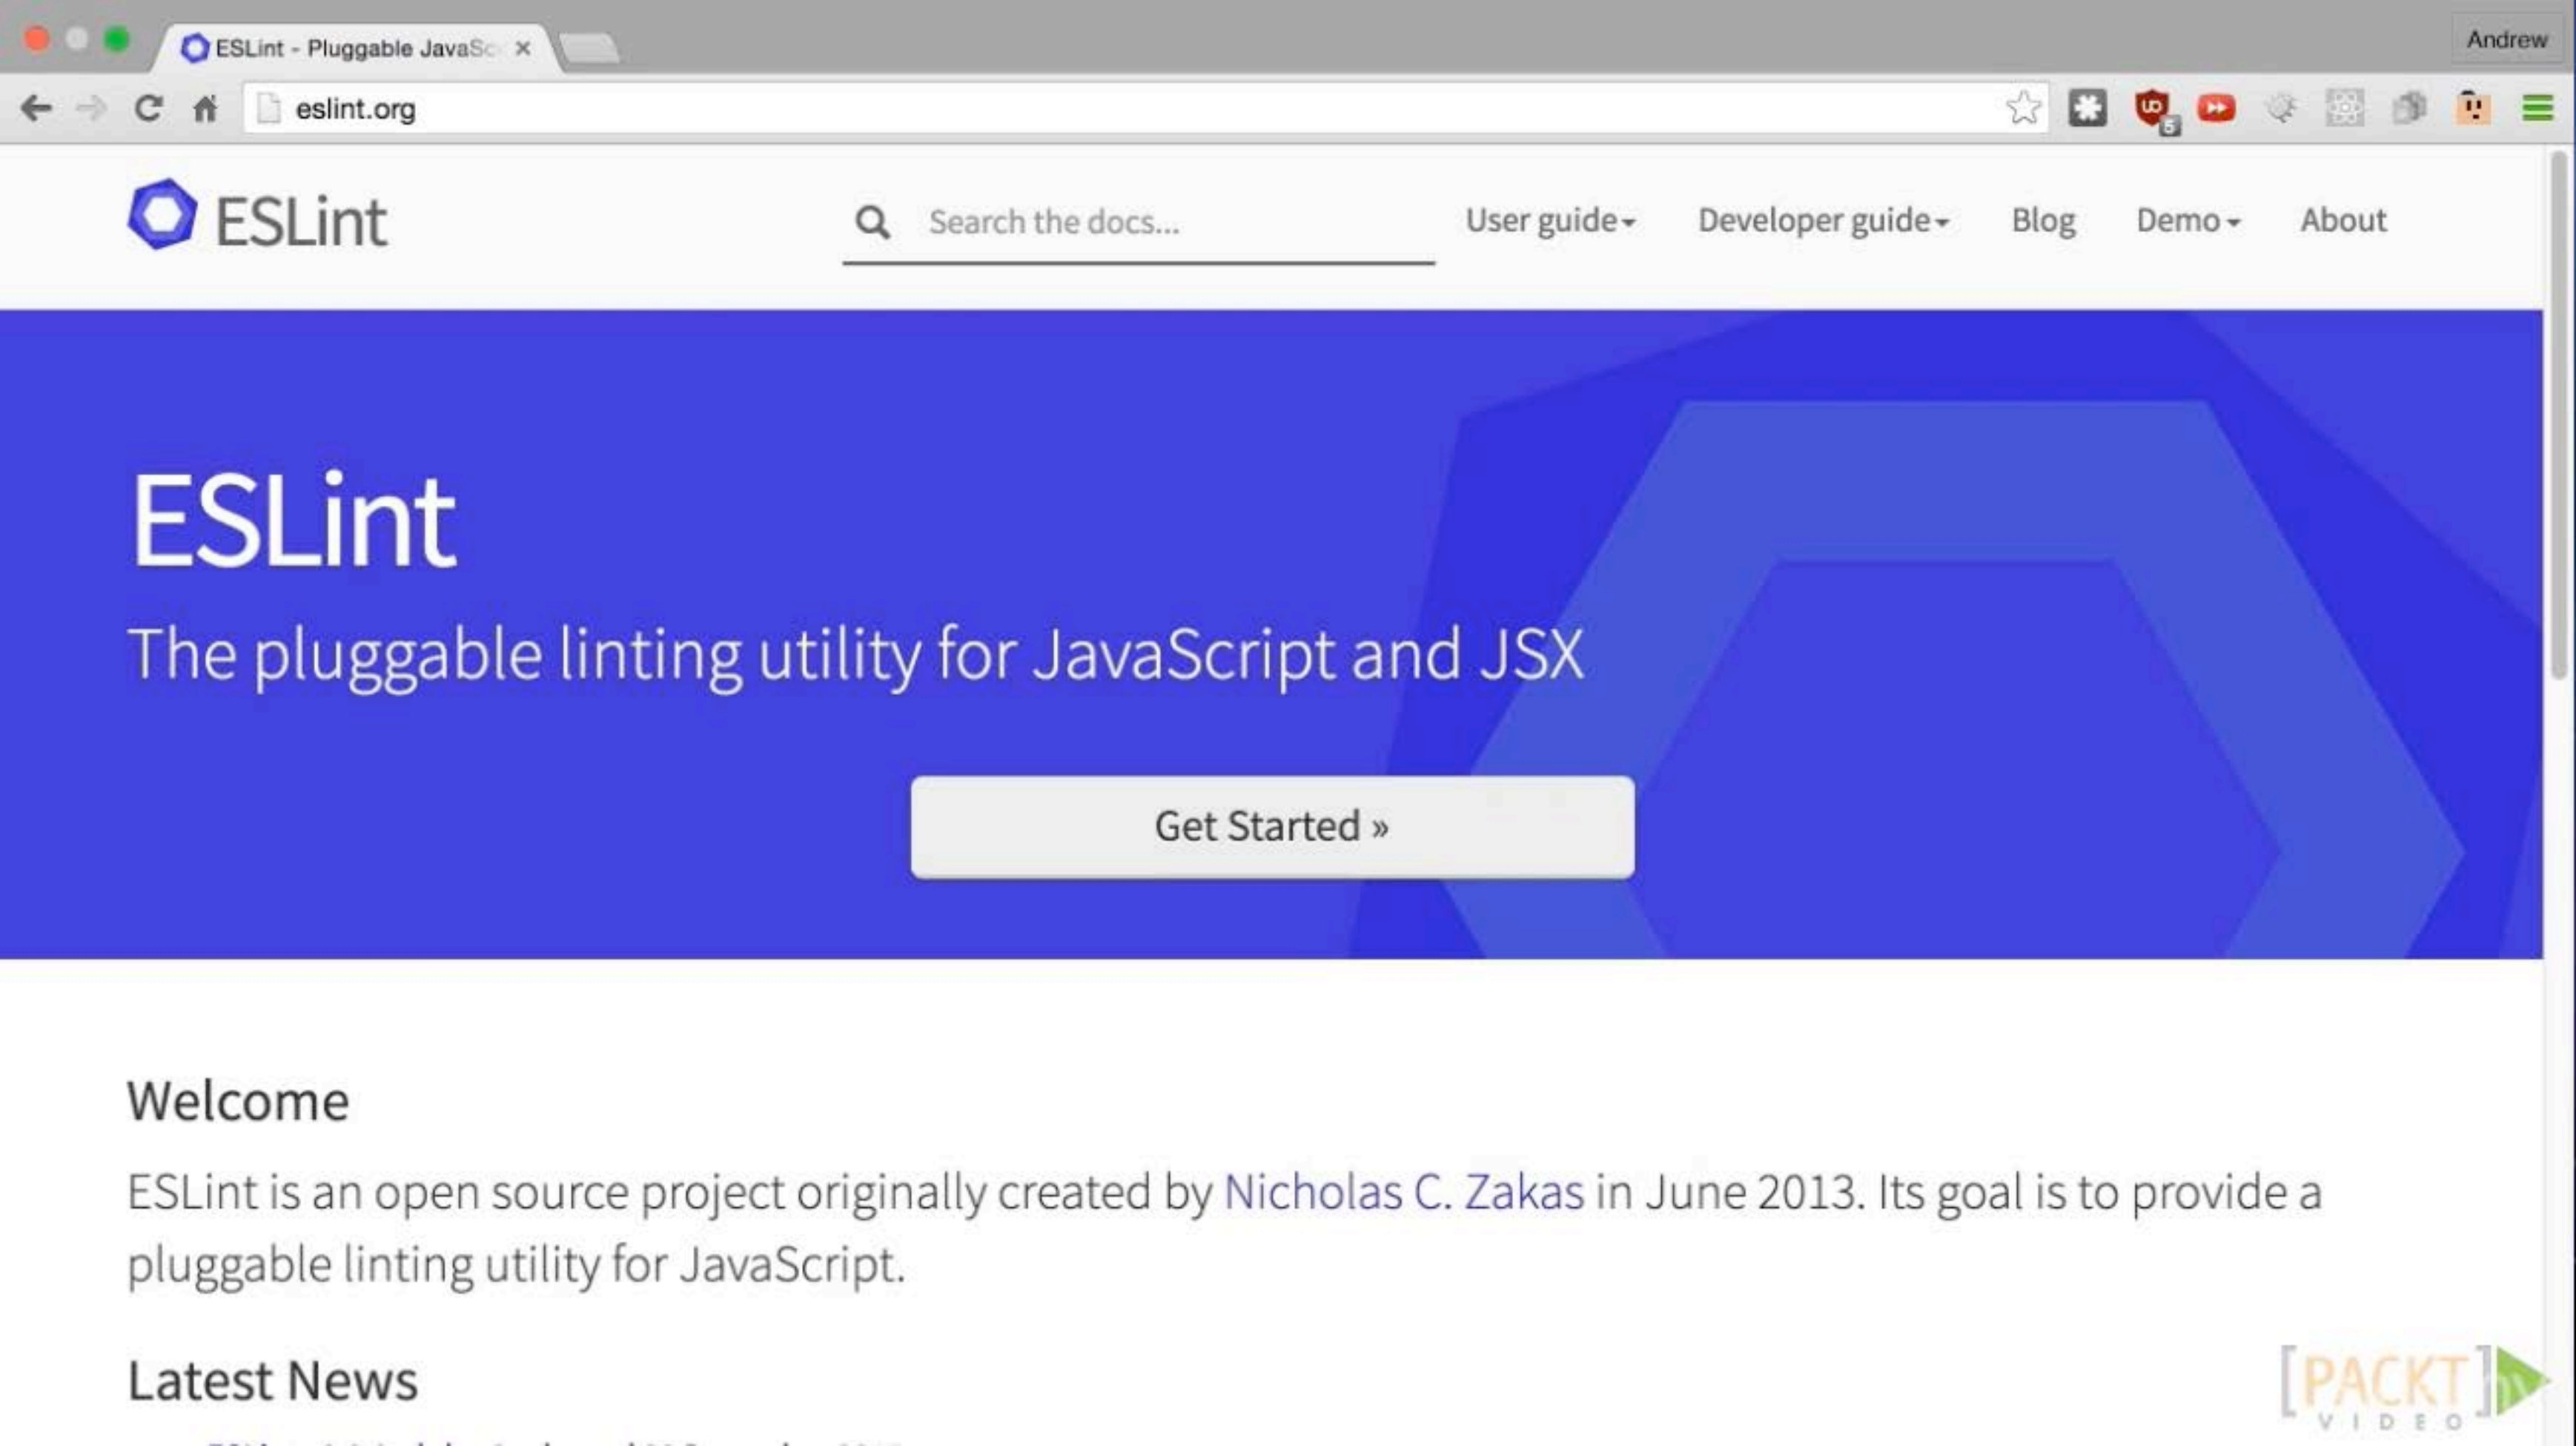 ESLint - Pluggable JavaSc
Andrew
eslint.org
5
ESLint
Search the docs...
User guide
Developer guide
Blog
Demo
About
ESLint
The pluggable linting utility for JavaScript and JSX
Get Started »
Welcome
ESLint is an open source project originally created by Nicholas C. Zakas in June 2013. Its goal is to provide a
pluggable linting utility for JavaScript.
Latest News
[PACKT]
VIDEO